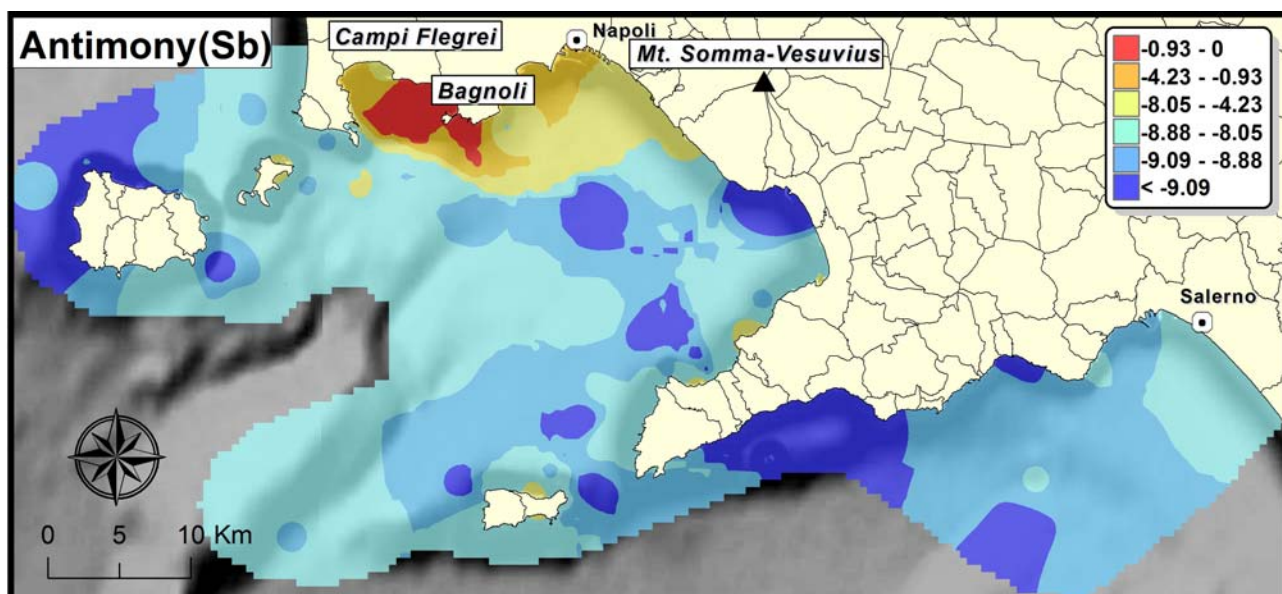 Antimony(Sb)
Campi Flegrei
Napoli
Mt. Somma-Vesuvius
Bagnoli
-0.93 - 0
-4.23 - -0.93
-8.05 - -4.23
-8.88 - -8.05
-9.09 - -8.88
< -9.09
Salerno
0 5 10 Km